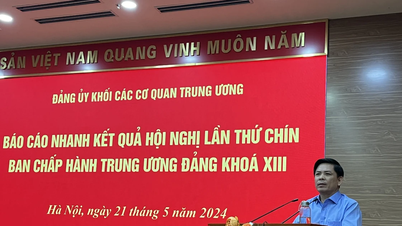 SẢN VIỆT NAM QUANG VINH MUÔN NĂM
ĐẢNG ỦY KHỐI CÁC CƠ QUAN TRUNG ƯƠNG
BÁO CÁO NHANH KẾT QUẢ HỘI NGHỊ LẦN THỨ CHÍN
BAN CHẤP HÀNH TRUNG ƯƠNG ĐẢNG KHOÁ XIII
Hà Nội, ngày 21 tháng 5 năm 2024